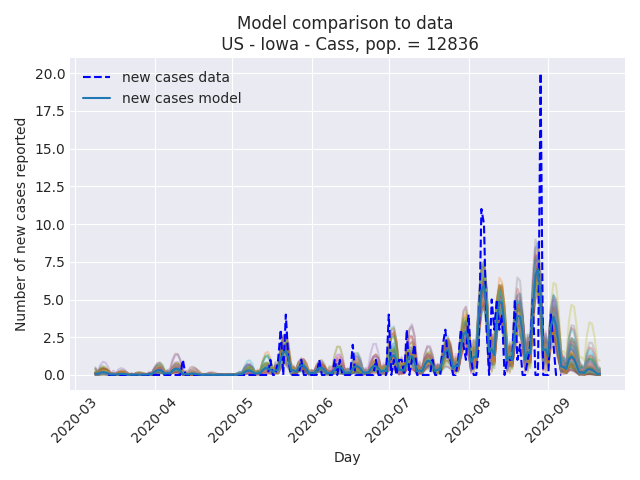 Model comparison to data
US - Iowa - Cass, pop. = 12836
new cases data
new cases model
Number of new cases reported
20.0
17.5
15.0
12.5
10.0
7.5
5.0
2.5
0.0
2020-03
2020-04
2020-05
2020-06
2020-07
2020-08
2020-09
Day